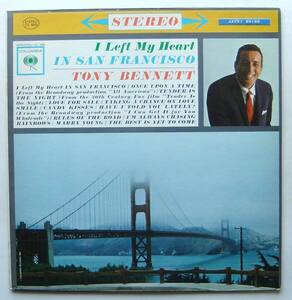 STEREO
COLUMBIA
I Left My Heart
IN SAN FRANCISCO
TONY BENNETT
I Left My Heart IN SAN FRANCISCO | ONCE UPON A TIME
(From the Broadway production "All American") | TENDER IS
THE NIGHT (From the 20th Century Fox film "Tender Is
the Night) | LOVE FOR SALE | TAKING A CHANCE ON LOVE
SMILE | CANDY KISSES | HAVE I TOLD YOU LATELY?
(From the Broadway production "I Can Get It for You
Wholesale") | RULES OF THE ROAD | I'M ALWAYS CHASING
RAINBOWS | MARRY YOUNG | THE BEST IS YET TO COME